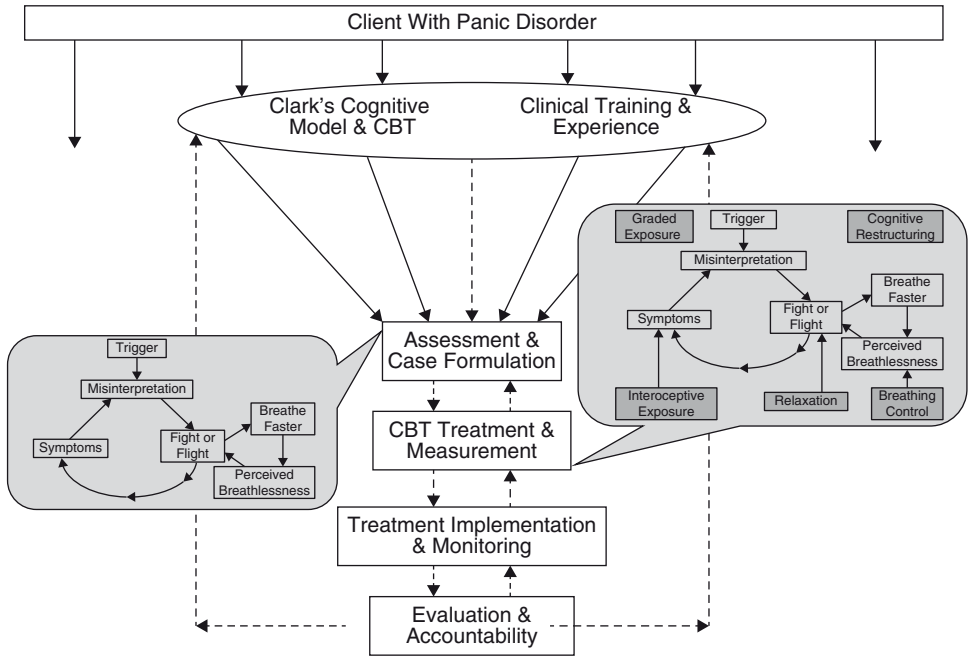 Client With Panic Disorder
Clark's Cognitive
Model & CBT
Clinical Training &
Experience
Graded
Exposure
Trigger
Cognitive
Restructuring
Misinterpretation
Symptoms
Fight or
Flight
Breathe
Faster
Perceived
Breathlessness
Interoceptive
Exposure
Relaxation
Breathing
Control
Assessment &
Case Formulation
Trigger
Misinterpretation
Symptoms
Fight or
Flight
Breathe
Faster
Perceived
Breathlessness
CBT Treatment &
Measurement
Treatment Implementation
& Monitoring
Evaluation &
Accountability